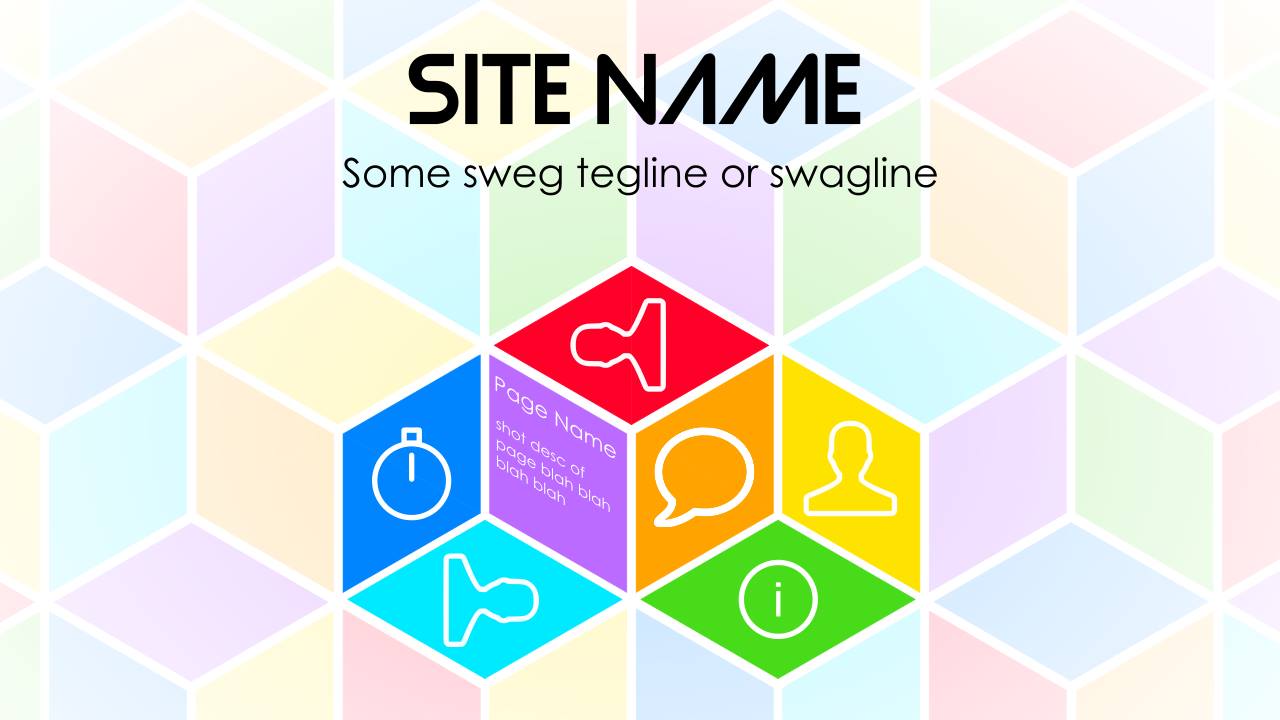 SITE NAME
Some sweg tegline or swagline
Page Name
shot desc of
page blah blah
blah blah
i